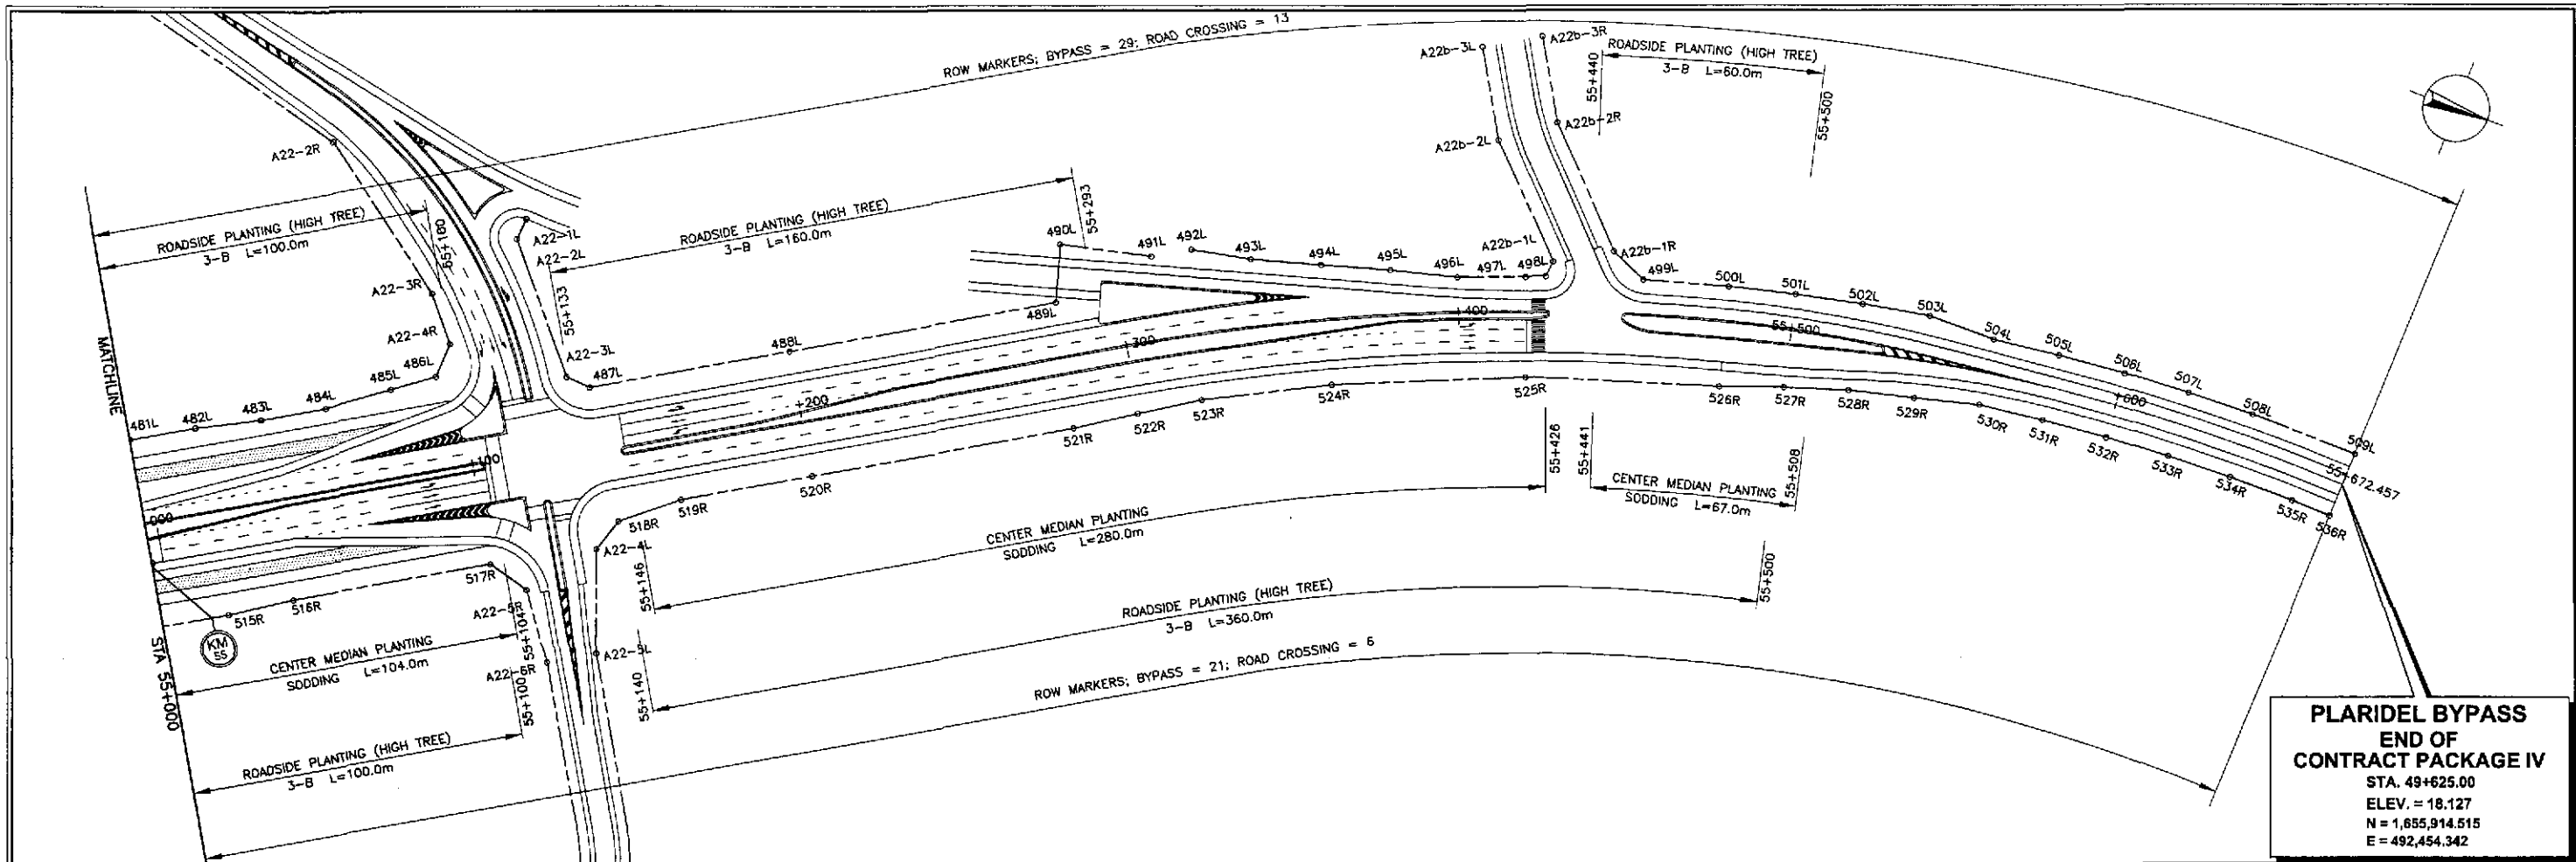 ROW MARKERS; BYPASS = 29; ROAD CROSSING = 13
A22b-3L
A22b-3R
ROADSIDE PLANTING (HIGH TREE)
3-B L=60.0m
55+440
55+500
A22b-2R
A22b-2L
A22-2R
ROADSIDE PLANTING (HIGH TREE)
3-B L=100.0m
55+100
ROADSIDE PLANTING (HIGH TREE)
3-B L=160.0m
55+293
55+133
A22-1L
A22-2L
A22-3R
A22-4R
A22-3L
490L
491L
492L
493L
494L
495L
496L
497L
498L
A22b-1L
A22b-1R
499L
500L
501L
502L
503L
504L
505L
506L
507L
508L
509L
MATCHLINE
481L
482L
483L
484L
485L
486L
487L
488L
489L
000
+100
+200
+300
+400
55+500
+600
55+672.457
515R
516R
517R
518R
519R
520R
521R
522R
523R
524R
525R
526R
527R
528R
529R
530R
531R
532R
533R
534R
535R
536R
A22-4L
A22-5R
A22-5L
A22-6R
KM
55
STA 55+000
CENTER MEDIAN PLANTING
SODDING L=104.0m
55+104
55+100
ROADSIDE PLANTING (HIGH TREE)
3-B L=100.0m
55+146
55+140
CENTER MEDIAN PLANTING
SODDING L=280.0m
55+426
55+441
CENTER MEDIAN PLANTING
SODDING L=67.0m
55+508
ROADSIDE PLANTING (HIGH TREE)
3-B L=360.0m
55+500
ROW MARKERS; BYPASS = 21; ROAD CROSSING = 6
PLARIDEL BYPASS
END OF
CONTRACT PACKAGE IV
STA. 49+625.00
ELEV. = 18.127
N = 1,655,914.515
E = 492,454.342